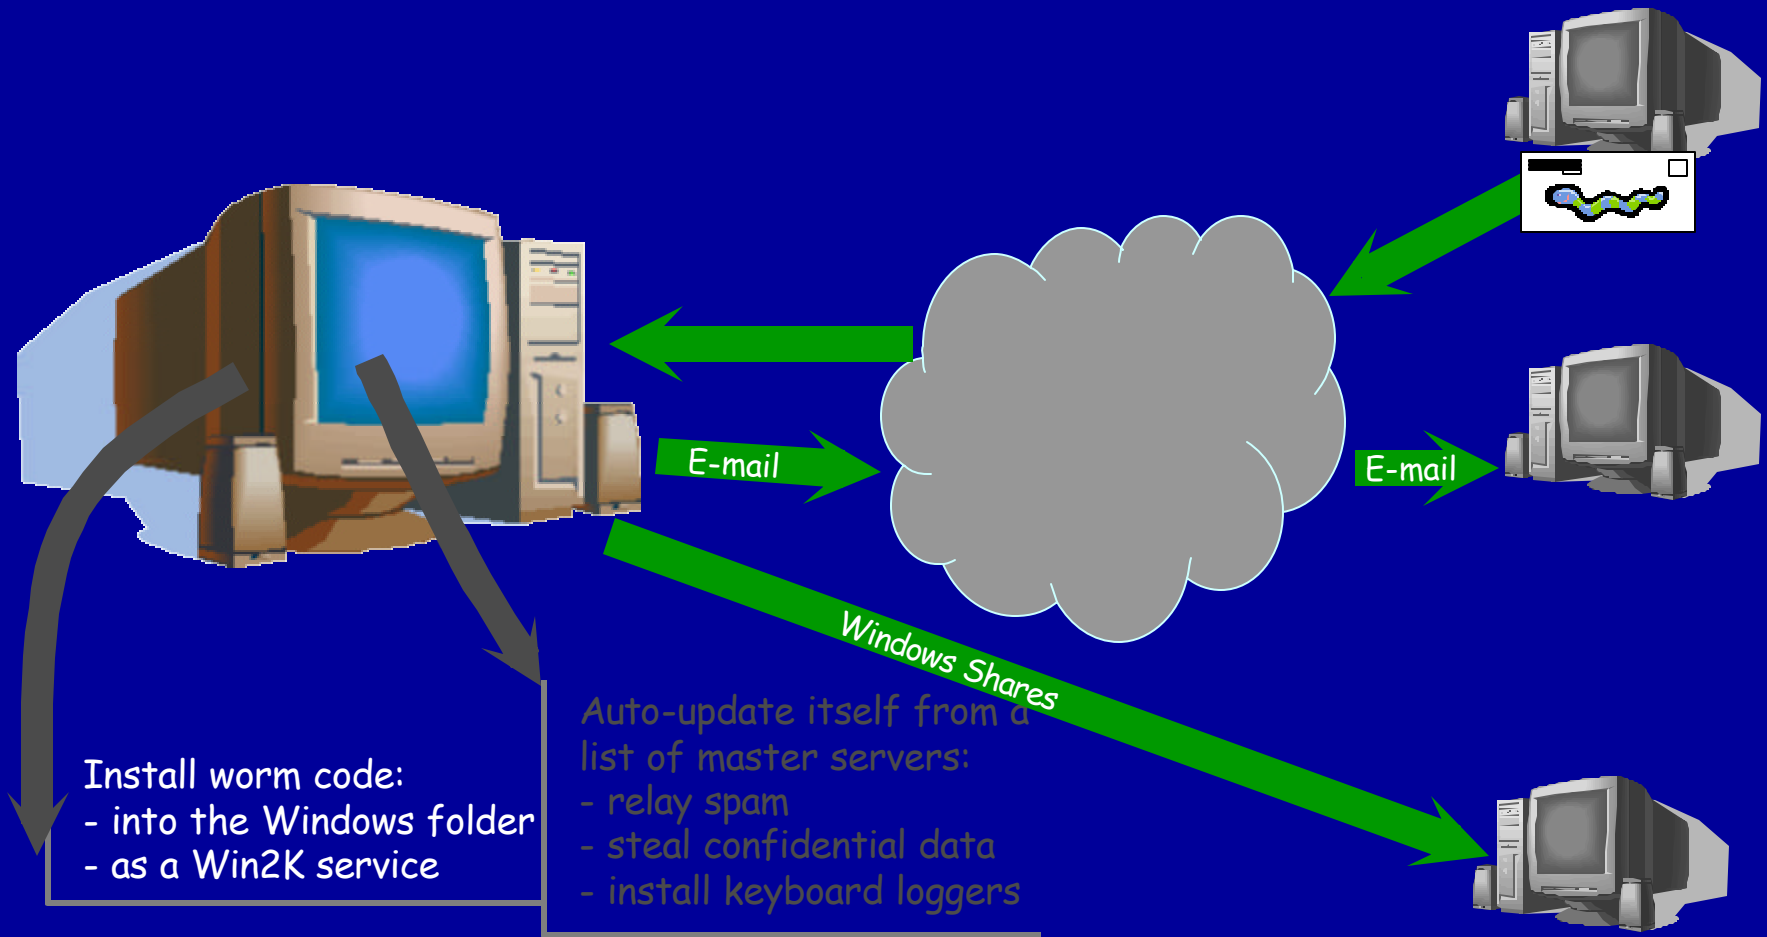 E-mail
E-mail
Windows Shares
Install worm code:
- into the Windows folder
- as a Win2K service
Auto-update itself from a
list of master servers:
- relay spam
- steal confidential data
- install keyboard loggers